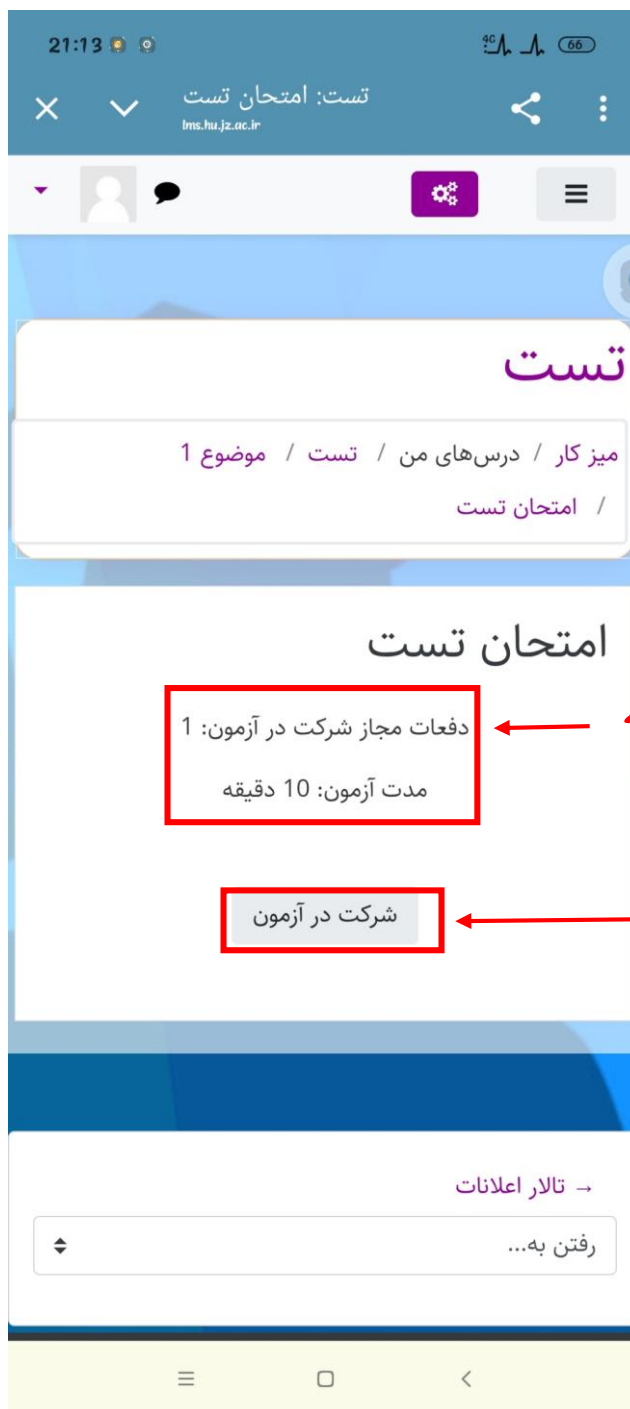 21:13
4G
66
تست: امتحان تست
lms.hu.jz.ac.ir
تست
میز کار / درس‌های من / تست / موضوع 1
/ امتحان تست
امتحان تست
دفعات مجاز شرکت در آزمون: 1
مدت آزمون: 10 دقیقه
شرکت در آزمون
→ تالار اعلانات
رفتن به...